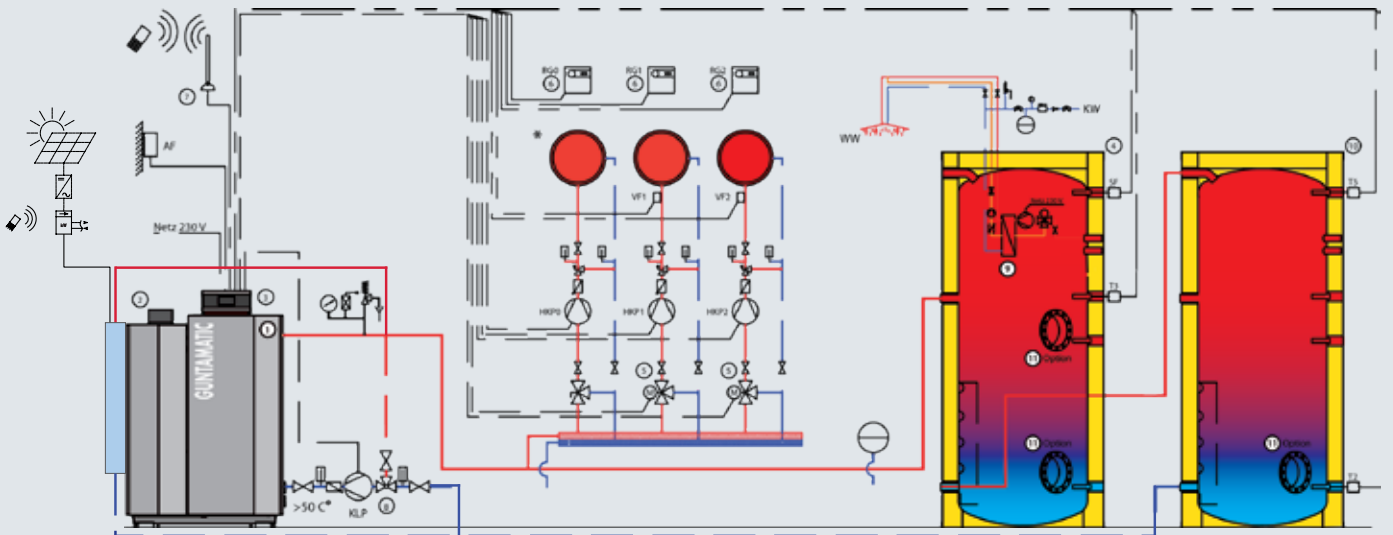 RG0
6
RG1
6
RG2
6
7
AF
*
WW
KW
4
10
SF
T5
VF1
VF2
Netz 230 V
9
T3
2
3
1
GUNTAMATIC
HKP0
HKP1
HKP2
11 Option
5
5
M
M
11 Option
11 Option
T2
>50 C°
KLP
8